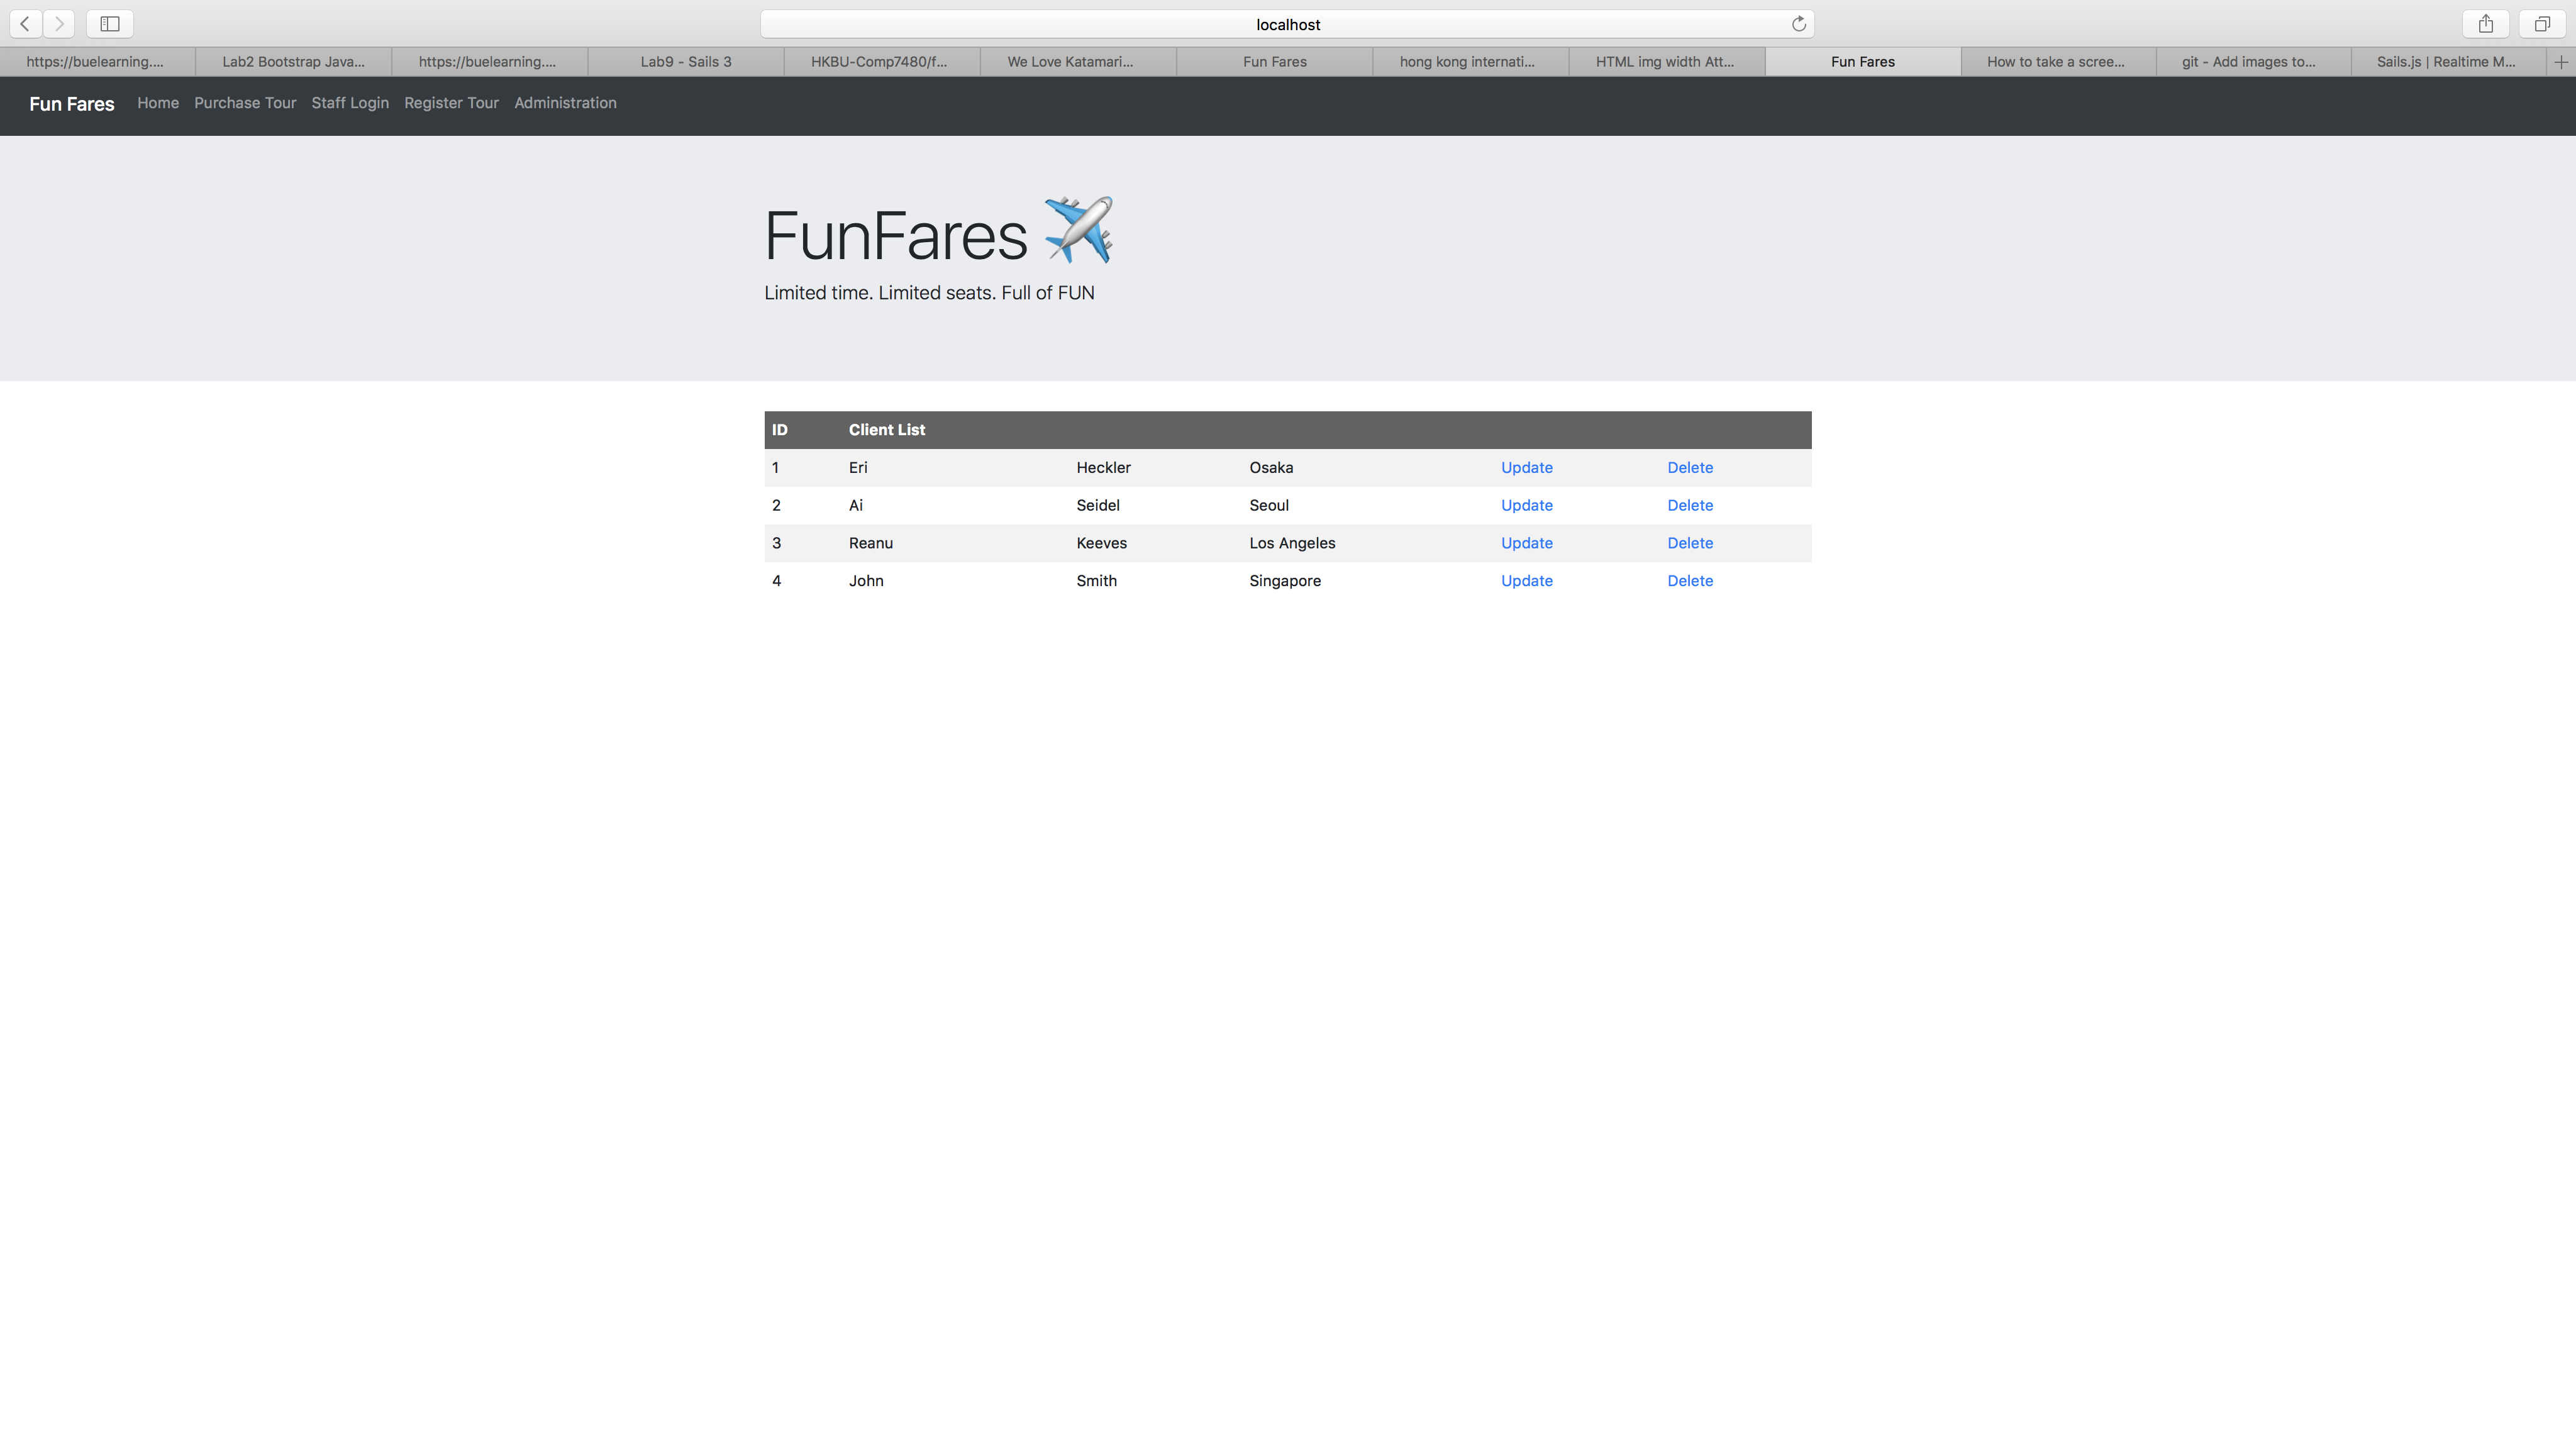 localhost
https://buelearning.... Lab2 Bootstrap Java... https://buelearning.... Lab9 - Sails 3 HKBU-Comp7480/f... We Love Katamari... Fun Fares hong kong internati... HTML img width Att... Fun Fares How to take a scree... git - Add images to... Sails.js | Realtime M...
Fun Fares Home Purchase Tour Staff Login Register Tour Administration
FunFares ✈️
Limited time. Limited seats. Full of FUN
ID Client List
1 Eri Heckler Osaka Update Delete
2 Ai Seidel Seoul Update Delete
3 Reanu Keeves Los Angeles Update Delete
4 John Smith Singapore Update Delete